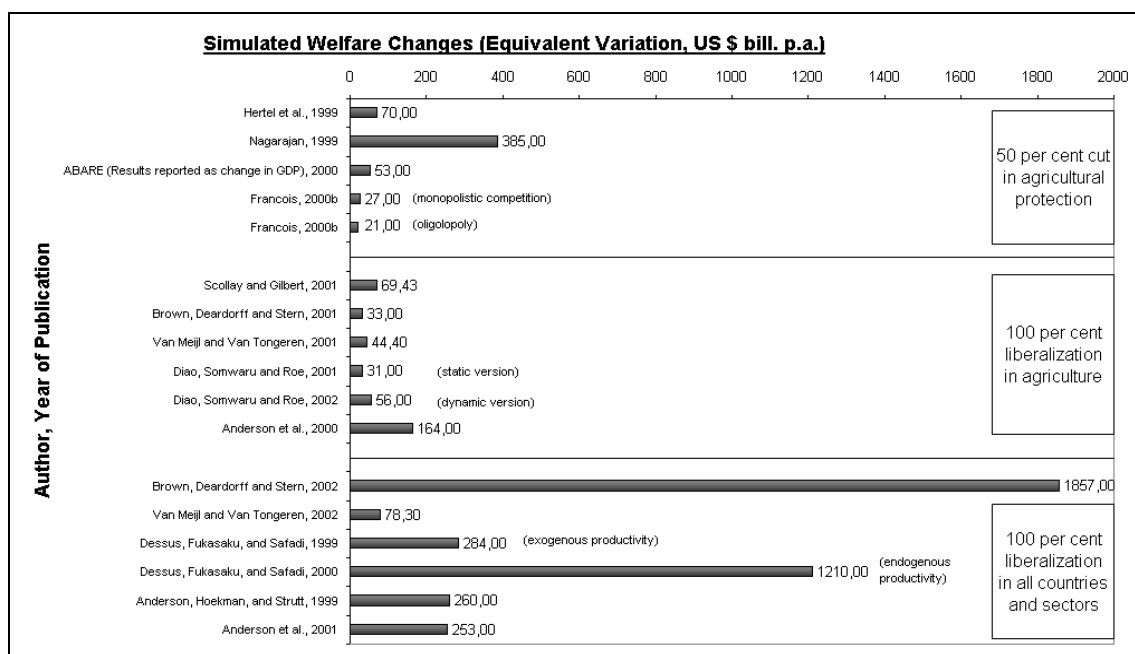 Simulated Welfare Changes (Equivalent Variation, US $ bill. p.a.)
0 200 400 600 800 1000 1200 1400 1600 1800 2000
Author, Year of Publication
Hertel et al., 1999 70,00
Nagarajan, 1999 385,00
ABARE (Results reported as change in GDP), 2000 53,00
Francois, 2000b 27,00 (monopolistic competition)
Francois, 2000b 21,00 (oligolopoly)
50 per cent cut
in agricultural
protection
Scollay and Gilbert, 2001 69,43
Brown, Deardorff and Stern, 2001 33,00
Van Meijl and Van Tongeren, 2001 44,40
Diao, Somwaru and Roe, 2001 31,00 (static version)
Diao, Somwaru and Roe, 2002 56,00 (dynamic version)
Anderson et al., 2000 164,00
100 per cent
liberalization
in agriculture
Brown, Deardorff and Stern, 2002 1857,00
Van Meijl and Van Tongeren, 2002 78,30
Dessus, Fukasaku, and Safadi, 1999 284,00 (exogenous productivity)
Dessus, Fukasaku, and Safadi, 2000 1210,00 (endogenous
productivity)
Anderson, Hoekman, and Strutt, 1999 260,00
Anderson et al., 2001 253,00
100 per cent
liberalization
in all countries
and sectors